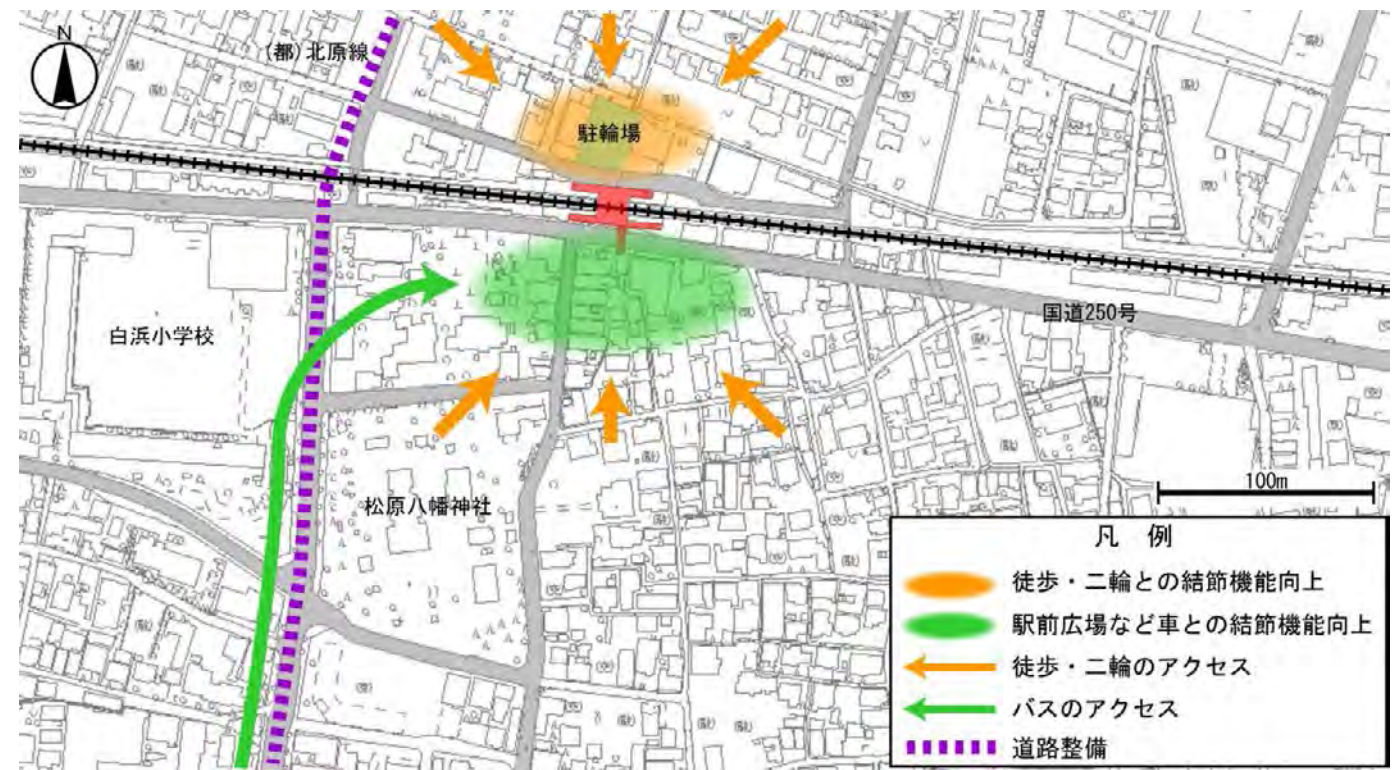 N
(都)北原線
駐輪場
国道250号
白浜小学校
松原八幡神社
100m
凡 例
徒歩・二輪との結節機能向上
駅前広場など車との結節機能向上
徒歩・二輪のアクセス
バスのアクセス
道路整備